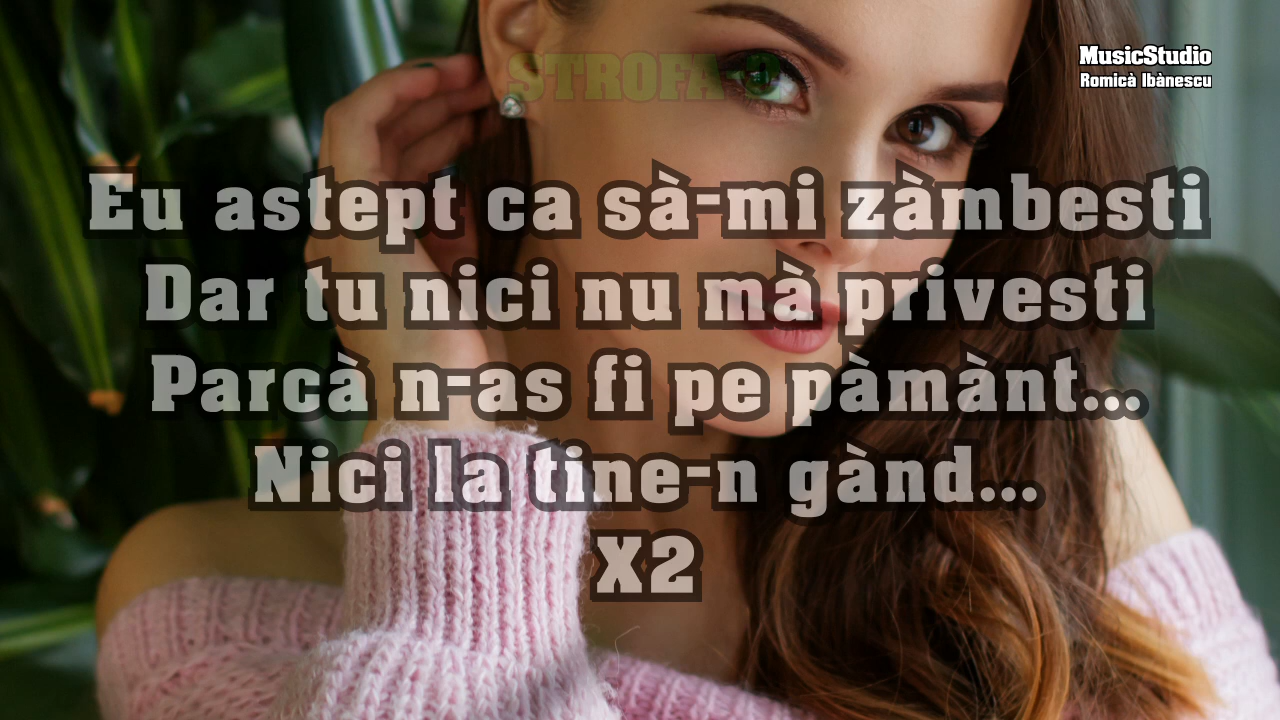 MusicStudio
Romicà Ibànescu
STROFA
Eu astept ca sà-mi zàmbesti
Dar tu nici nu mà privesti
Parcà n-as fi pe pàmànt...
Nici la tine-n gànd...
X2